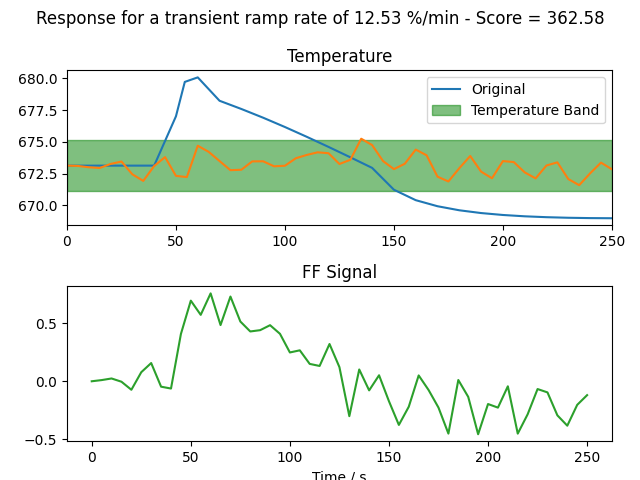 Response for a transient ramp rate of 12.53 %/min - Score = 362.58
Temperature
680.0
677.5
675.0
672.5
670.0
Original
Temperature Band
0 50 100 150 200 250
FF Signal
0.5
0.0
−0.5
0 50 100 150 200 250
Time / s